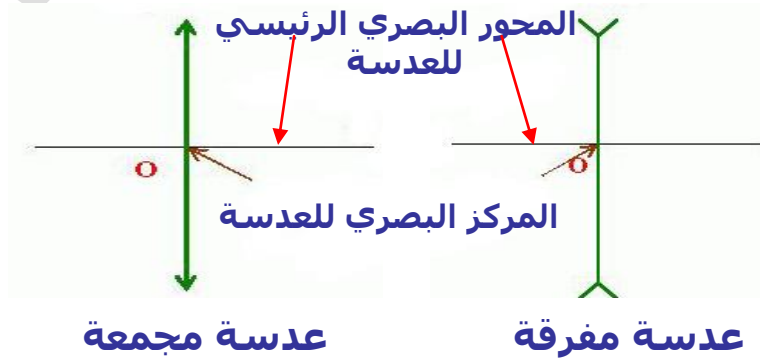 المحور البصري الرئيسي
للعدسة
O
O
المركز البصري للعدسة
عدسة مفرقة
عدسة مجمعة